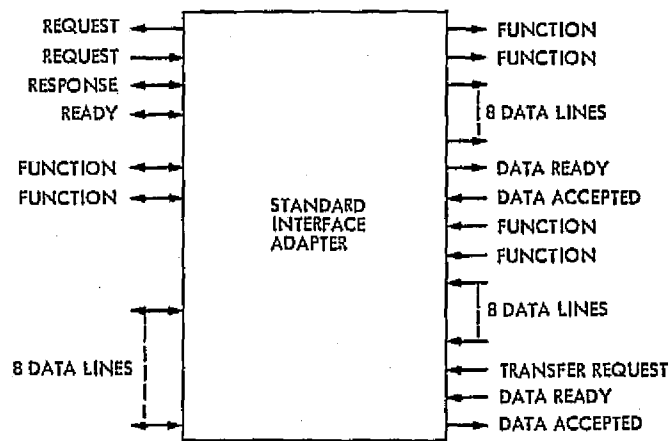 REQUEST
REQUEST
RESPONSE
READY
FUNCTION
FUNCTION
8 DATA LINES
STANDARD
INTERFACE
ADAPTER
FUNCTION
FUNCTION
8 DATA LINES
DATA READY
DATA ACCEPTED
FUNCTION
FUNCTION
8 DATA LINES
TRANSFER REQUEST
DATA READY
DATA ACCEPTED